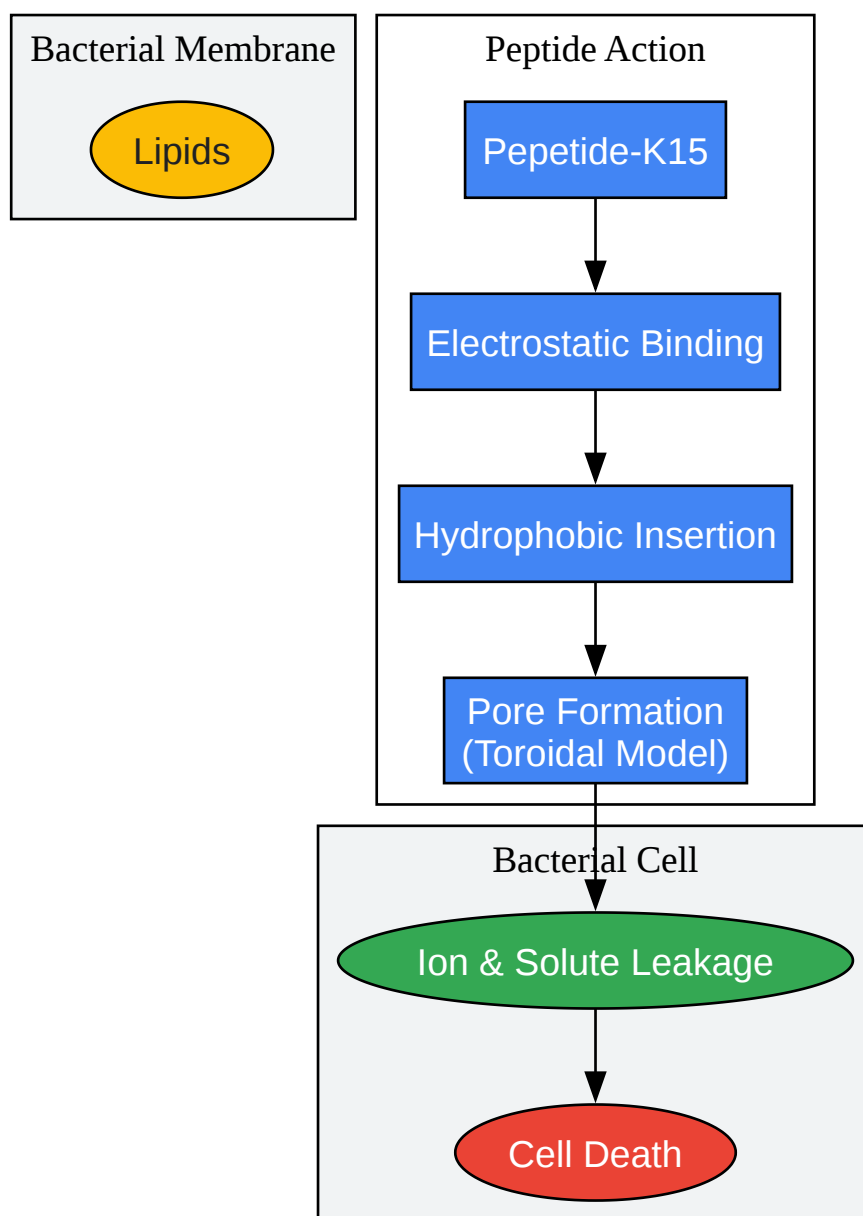 Bacterial Membrane
Lipids
Peptide Action
Pepetide-K15
Electrostatic Binding
Hydrophobic Insertion
Pore Formation
(Toroidal Model)
Bacterial Cell
Ion & Solute Leakage
Cell Death